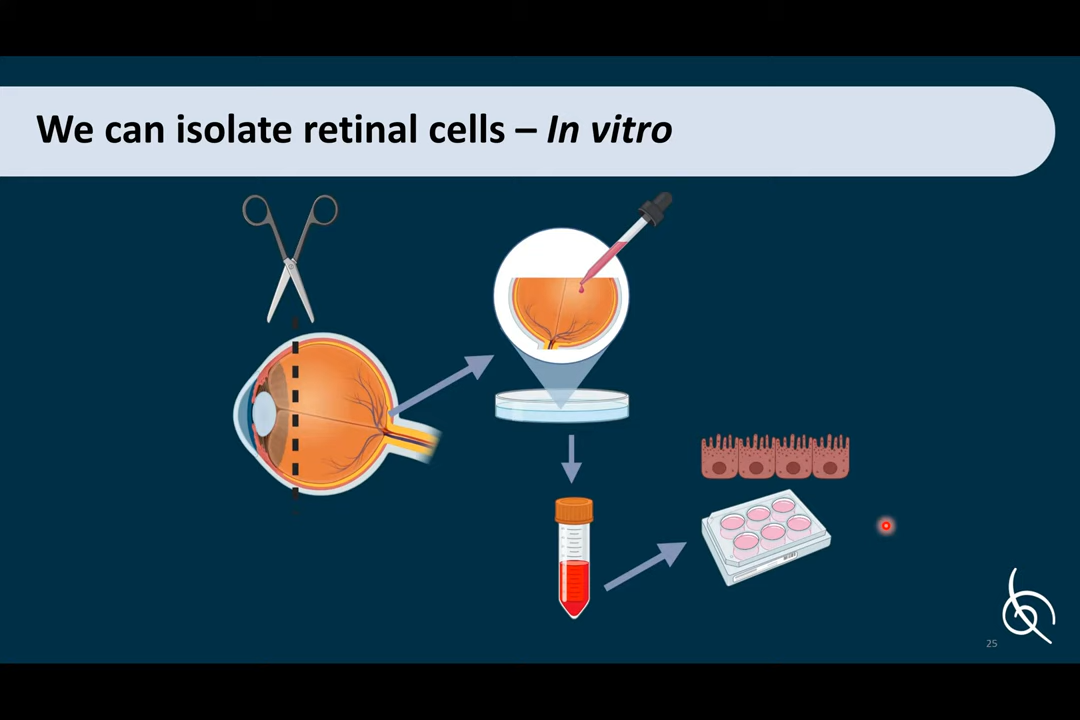 We can isolate retinal cells – In vitro
25